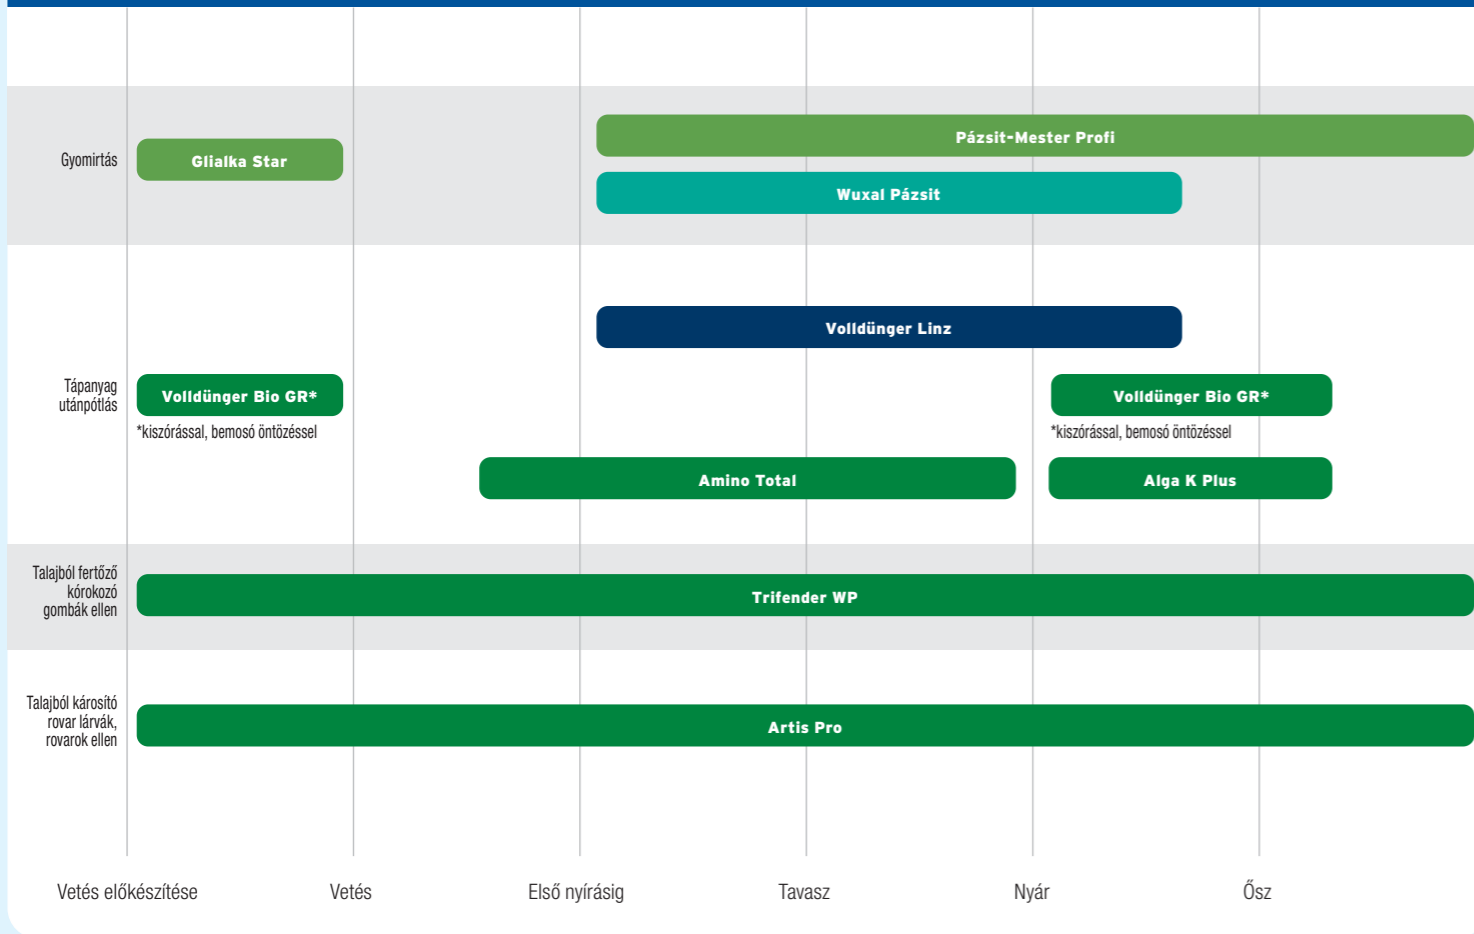 Gyomirtás
Glialka Star
Pázsit-Mester Profi
Wuxal Pázsit
Tápanyag
utánpótlás
Volldünger Linz
Volldünger Bio GR*
*kiszórással, bemosó öntözéssel
Volldünger Bio GR*
*kiszórással, bemosó öntözéssel
Amino Total
Alga K Plus
Talajból fertőző
kórokozó
gombák ellen
Trifender WP
Talajból károsító
rovar lárvák,
rovarok ellen
Artis Pro
Vetés előkészítése
Vetés
Első nyírásig
Tavasz
Nyár
Ősz